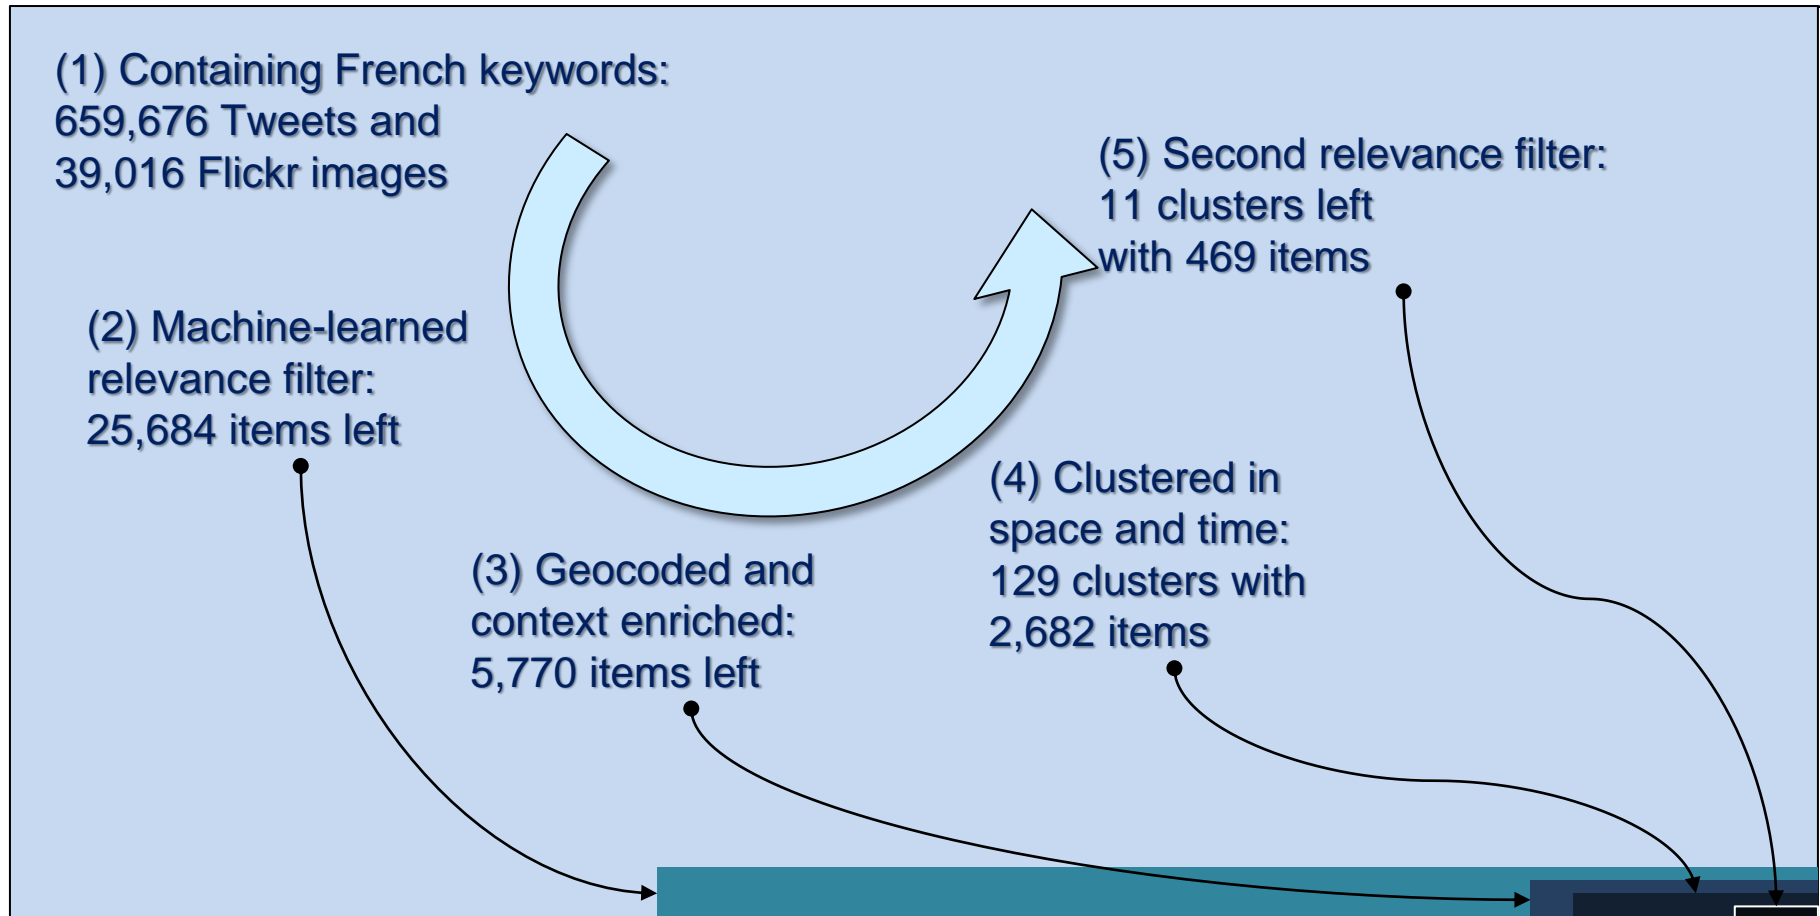 (1) Containing French keywords:
659,676 Tweets and
39,016 Flickr images
(2) Machine-learned
relevance filter:
25,684 items left
(3) Geocoded and
context enriched:
5,770 items left
(4) Clustered in
space and time:
129 clusters with
2,682 items
(5) Second relevance filter:
11 clusters left
with 469 items